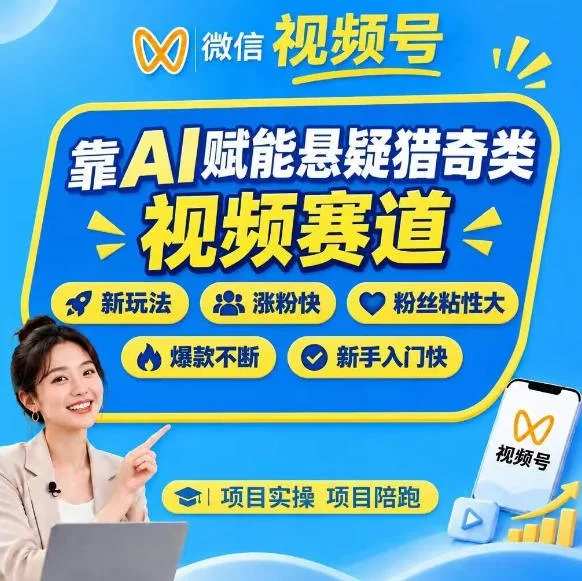 微信 视频号
靠AI赋能悬疑猎奇类
视频赛道
新玩法 涨粉快 粉丝粘性大
爆款不断 新手入门快
视频号
项目实操 项目陪跑